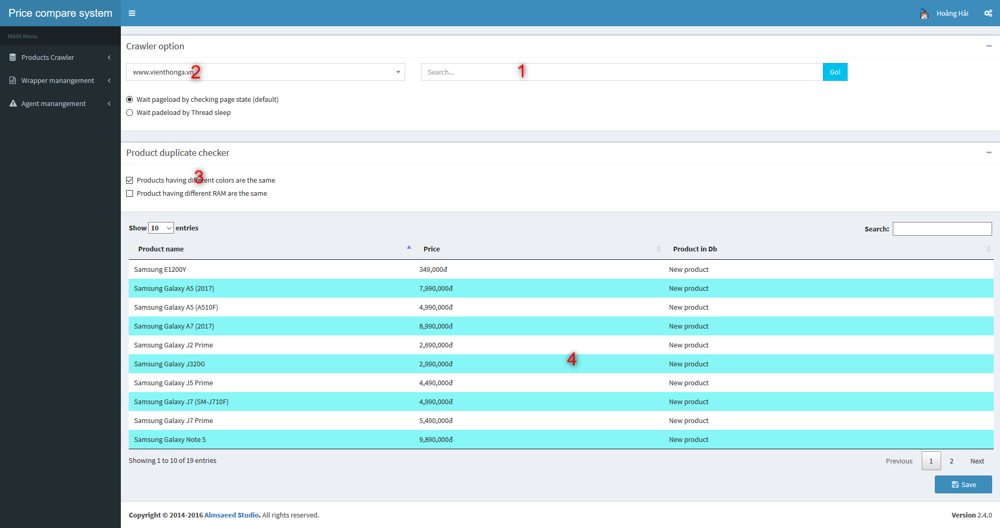 Price compare system
Hoàng Hải
MAIN Menu
Products Crawler
Wrapper manangement
Agent manangement
Crawler option
www.vienthonga.vn
2
Search...
1
Go!
Wait pageload by checking page state (default)
Wait padeload by Thread sleep
Product duplicate checker
3
Products having different colors are the same
Product having different RAM are the same
Show 10 entries
Search:
Product name Price Product in Db
Samsung E1200Y 349,000đ New product
Samsung Galaxy A5 (2017) 7,990,000đ New product
Samsung Galaxy A5 (A510F) 4,990,000đ New product
Samsung Galaxy A7 (2017) 8,990,000đ New product
Samsung Galaxy J2 Prime 2,690,000đ New product
Samsung Galaxy J320G 2,990,000đ New product
4
Samsung Galaxy J5 Prime 4,490,000đ New product
Samsung Galaxy J7 (SM-J710F) 4,990,000đ New product
Samsung Galaxy J7 Prime 5,490,000đ New product
Samsung Galaxy Note 5 9,890,000đ New product
Showing 1 to 10 of 19 entries
Previous 1 2 Next
Save
Copyright © 2014-2016 Almsaeed Studio. All rights reserved.
Version 2.4.0